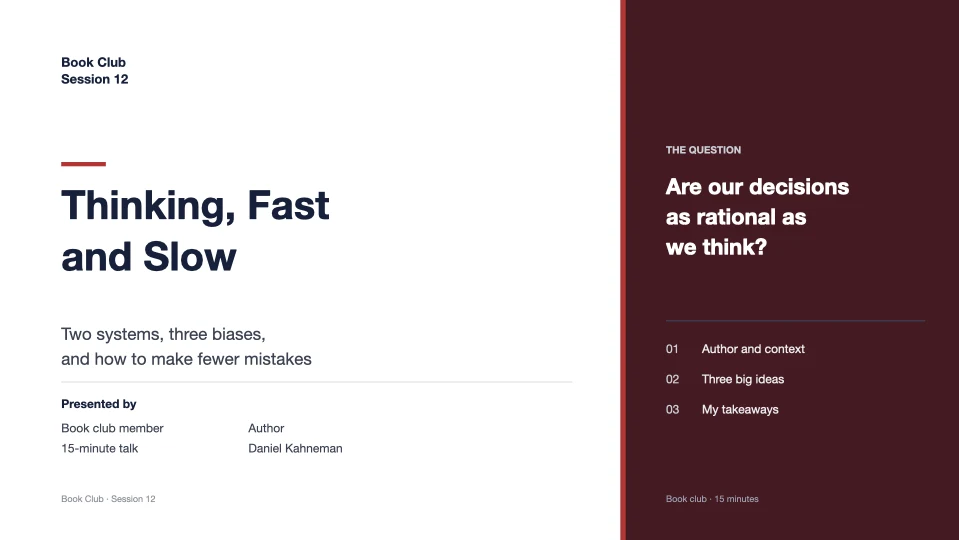 Book Club
Session 12
Thinking, Fast
and Slow
Two systems, three biases,
and how to make fewer mistakes
Presented by
Book club member
15-minute talk
Author
Daniel Kahneman
Book Club · Session 12
THE QUESTION
Are our decisions
as rational as
we think?
01 Author and context
02 Three big ideas
03 My takeaways
Book club · 15 minutes